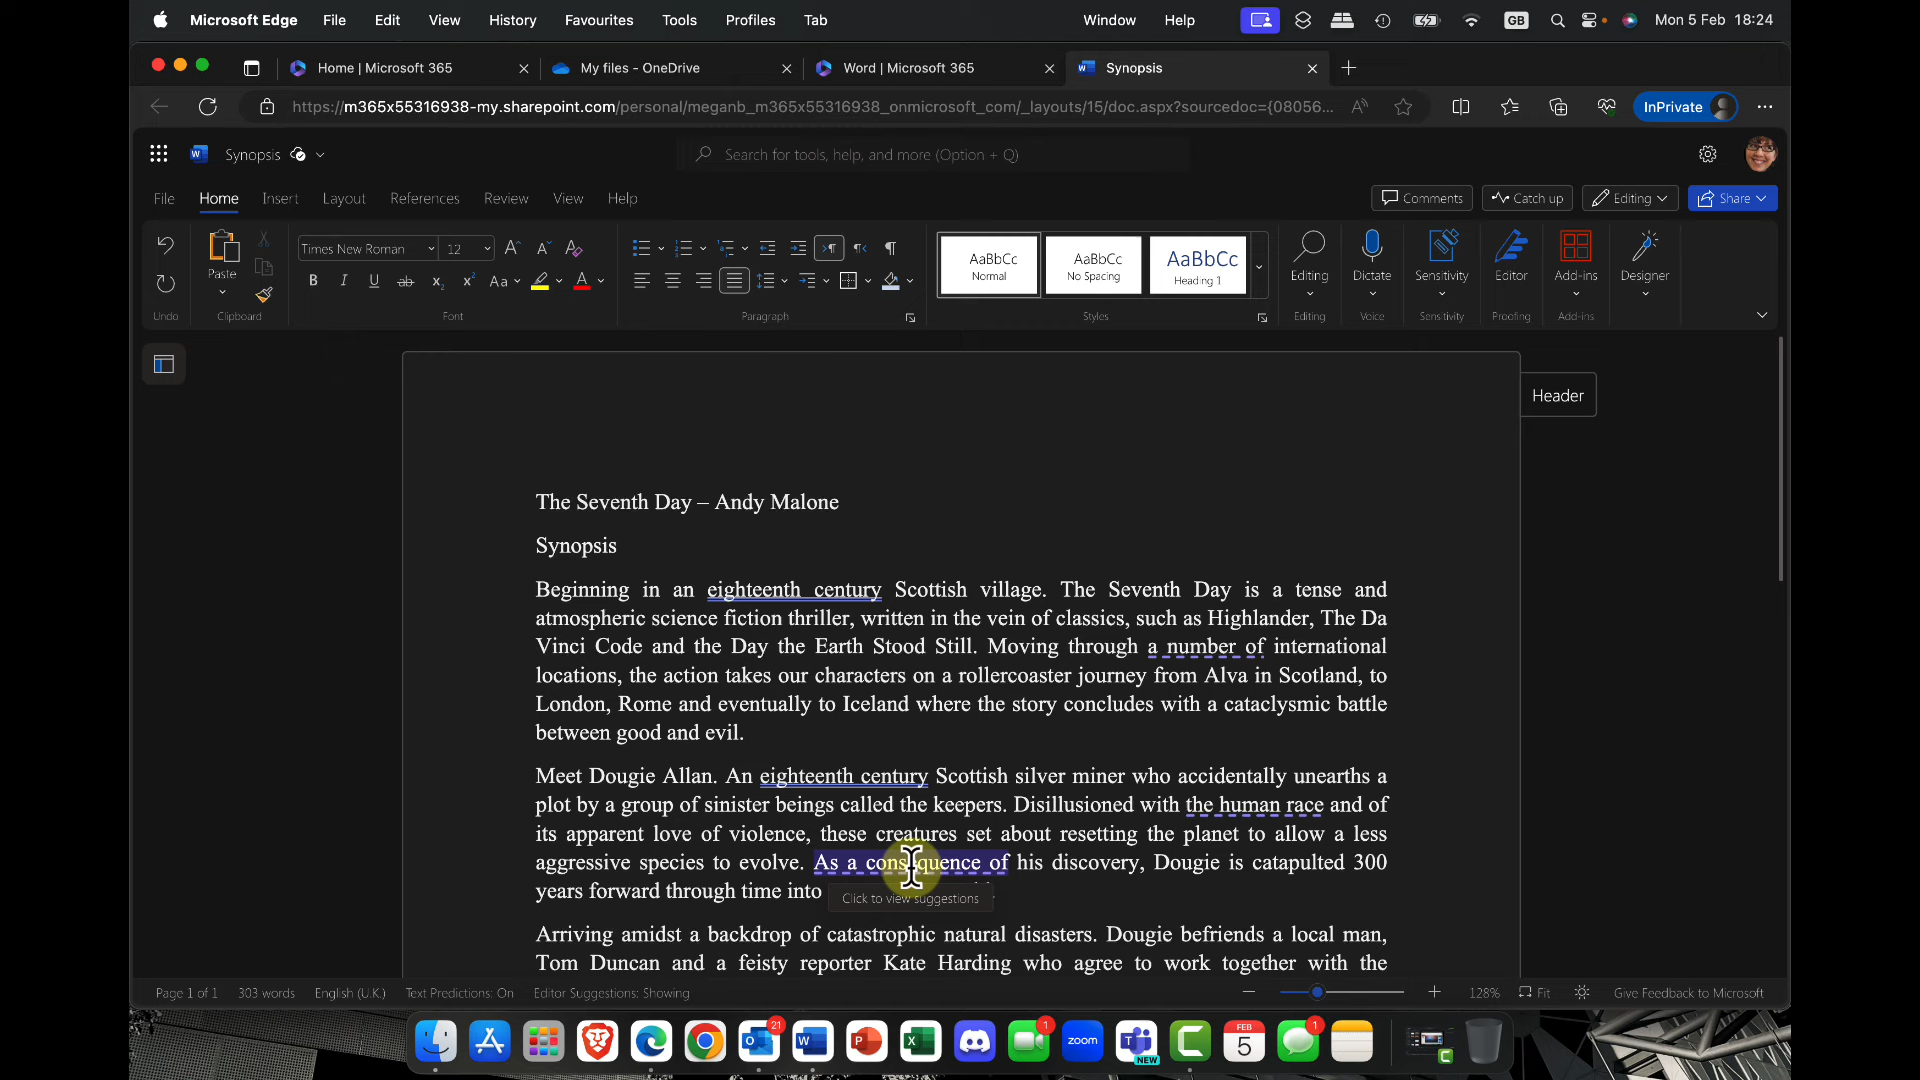 Microsoft Edge File Edit View History Favourites Tools Profiles Tab Window Help GB Mon 5 Feb 18:24
Home | Microsoft 365 My files - OneDrive Word | Microsoft 365 Synopsis
https://m365x55316938-my.sharepoint.com/personal/meganb_m365x55316938_onmicrosoft_com/_layouts/15/doc.aspx?sourcedoc={08056... InPrivate
Synopsis Search for tools, help, and more (Option + Q)
File Home Insert Layout References Review View Help Comments Catch up Editing Share
Times New Roman 12
AaBbCc AaBbCc AaBbCc
Normal No Spacing Heading 1
Paste Editing Dictate Sensitivity Editor Add-ins Designer
Undo Clipboard Font Paragraph Styles Editing Voice Sensitivity Proofing Add-ins
Header
The Seventh Day – Andy Malone
Synopsis
Beginning in an eighteenth century Scottish village. The Seventh Day is a tense and
atmospheric science fiction thriller, written in the vein of classics, such as Highlander, The Da
Vinci Code and the Day the Earth Stood Still. Moving through a number of international
locations, the action takes our characters on a rollercoaster journey from Alva in Scotland, to
London, Rome and eventually to Iceland where the story concludes with a cataclysmic battle
between good and evil.
Meet Dougie Allan. An eighteenth century Scottish silver miner who accidentally unearths a
plot by a group of sinister beings called the keepers. Disillusioned with the human race and of
its apparent love of violence, these creatures set about resetting the planet to allow a less
aggressive species to evolve. As a consequence of his discovery, Dougie is catapulted 300
years forward through time into
Click to view suggestions
Arriving amidst a backdrop of catastrophic natural disasters. Dougie befriends a local man,
Tom Duncan and a feisty reporter Kate Harding who agree to work together with the
Page 1 of 1 303 words English (U.K.) Text Predictions: On Editor Suggestions: Showing 128% Fit Give Feedback to Microsoft
21 1 zoom NEW FEB 5 1